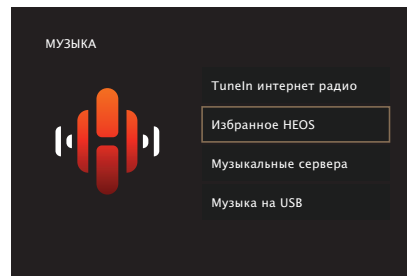 МУЗЫКА
TuneIn интернет радио
Избранное HEOS
Музыкальные сервера
Музыка на USB